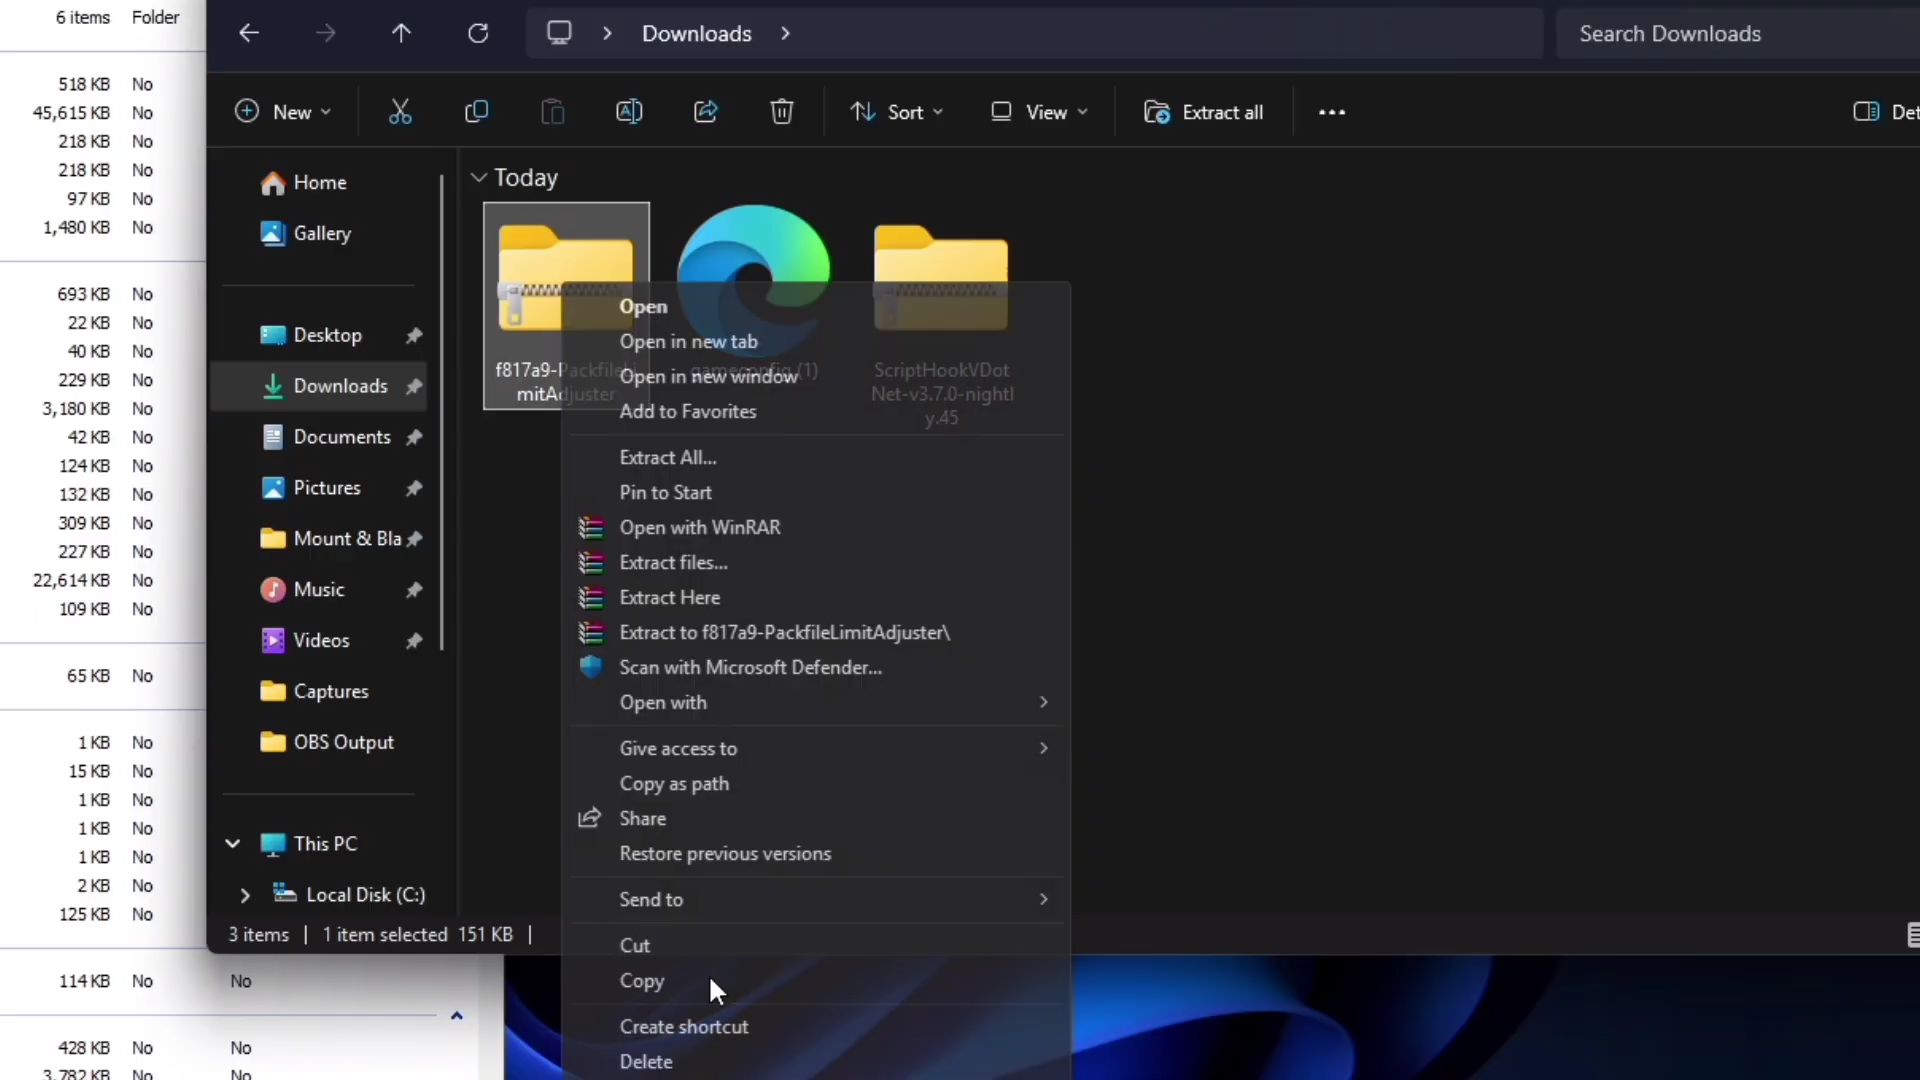 6 items Folder
518 KB No
45,615 KB No
218 KB No
218 KB No
97 KB No
1,480 KB No
693 KB No
22 KB No
40 KB No
229 KB No
3,180 KB No
42 KB No
124 KB No
132 KB No
309 KB No
227 KB No
22,614 KB No
109 KB No
65 KB No
1 KB No
15 KB No
1 KB No
1 KB No
1 KB No
2 KB No
125 KB No
114 KB No No
428 KB No No
3,782 KB No No
Downloads
Search Downloads
New
Sort
View
Extract all
Det
Home
Gallery
Desktop
Downloads
Documents
Pictures
Mount & Bla
Music
Videos
Captures
OBS Output
This PC
Local Disk (C:)
3 items 1 item selected 151 KB
Today
f817a9-PackfileLi
mitAdjuster
gameconfig (1)
ScriptHookVDot
Net-v3.7.0-nightl
y.45
Open
Open in new tab
Open in new window
Add to Favorites
Extract All...
Pin to Start
Open with WinRAR
Extract files...
Extract Here
Extract to f817a9-PackfileLimitAdjuster\
Scan with Microsoft Defender...
Open with
Give access to
Copy as path
Share
Restore previous versions
Send to
Cut
Copy
Create shortcut
Delete